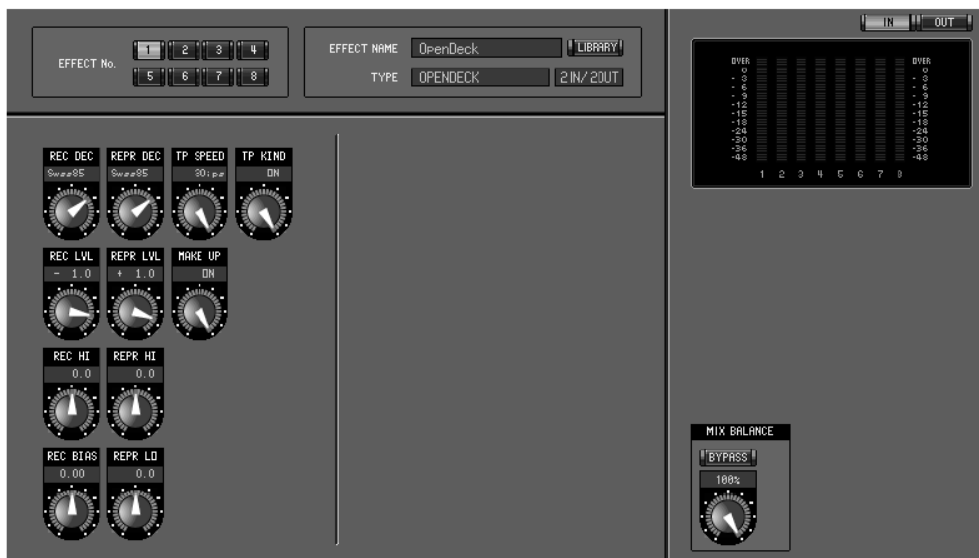 IN OUT
EFFECT No. 1 2 3 4
5 6 7 8
EFFECT NAME OpenDeck LIBRARY
TYPE OPENDECK 2IN/2OUT
OVER OVER
0 0
- 3 - 3
- 6 - 6
- 9 - 9
-12 -12
-15 -15
-18 -18
-24 -24
-30 -30
-36 -36
-48 -48
1 2 3 4 5 6 7 8
REC DEC REPR DEC TP SPEED TP KIND
Swss85 Swss85 30ips ON
REC LVL REPR LVL MAKE UP
- 1.0 + 1.0 ON
REC HI REPR HI
0.0 0.0
REC BIAS REPR LO
0.00 0.0
MIX BALANCE
BYPASS
100%